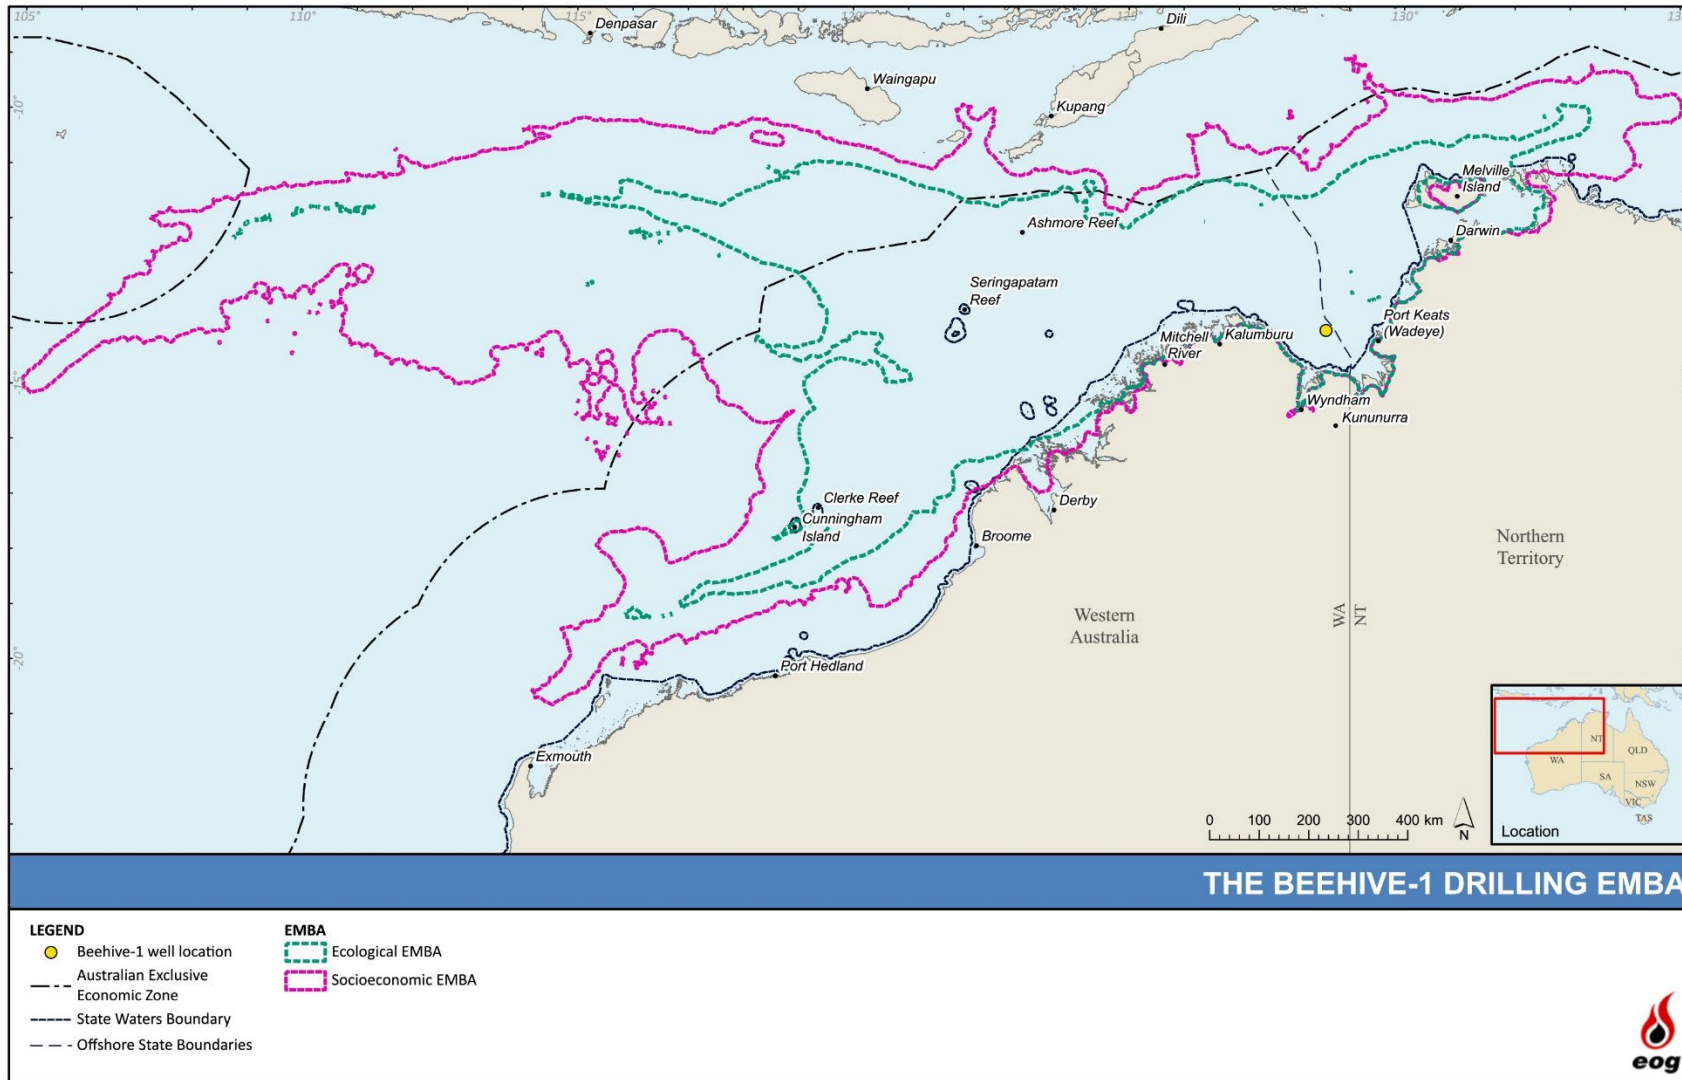 105°
110°
115°
120°
125°
130°
13
Denpasar
Dili
Waingapu
Kupang
-10°
Melville
Island
Ashmore Reef
Darwin
Seringapatam
Reef
Port Keats
(Wadeye)
Mitchell
River
Kalumburu
-15°
Wyndham
Kununurra
Clerke Reef
Cunningham
Island
Derby
Broome
Northern
Territory
Western
Australia
WA
NT
-20°
Port Hedland
Exmouth
0 100 200 300 400 km
N
NT
QLD
WA
SA
NSW
VIC
TAS
Location
THE BEEHIVE-1 DRILLING EMBA
LEGEND
Beehive-1 well location
Australian Exclusive
Economic Zone
State Waters Boundary
Offshore State Boundaries
EMBA
Ecological EMBA
Socioeconomic EMBA
eog